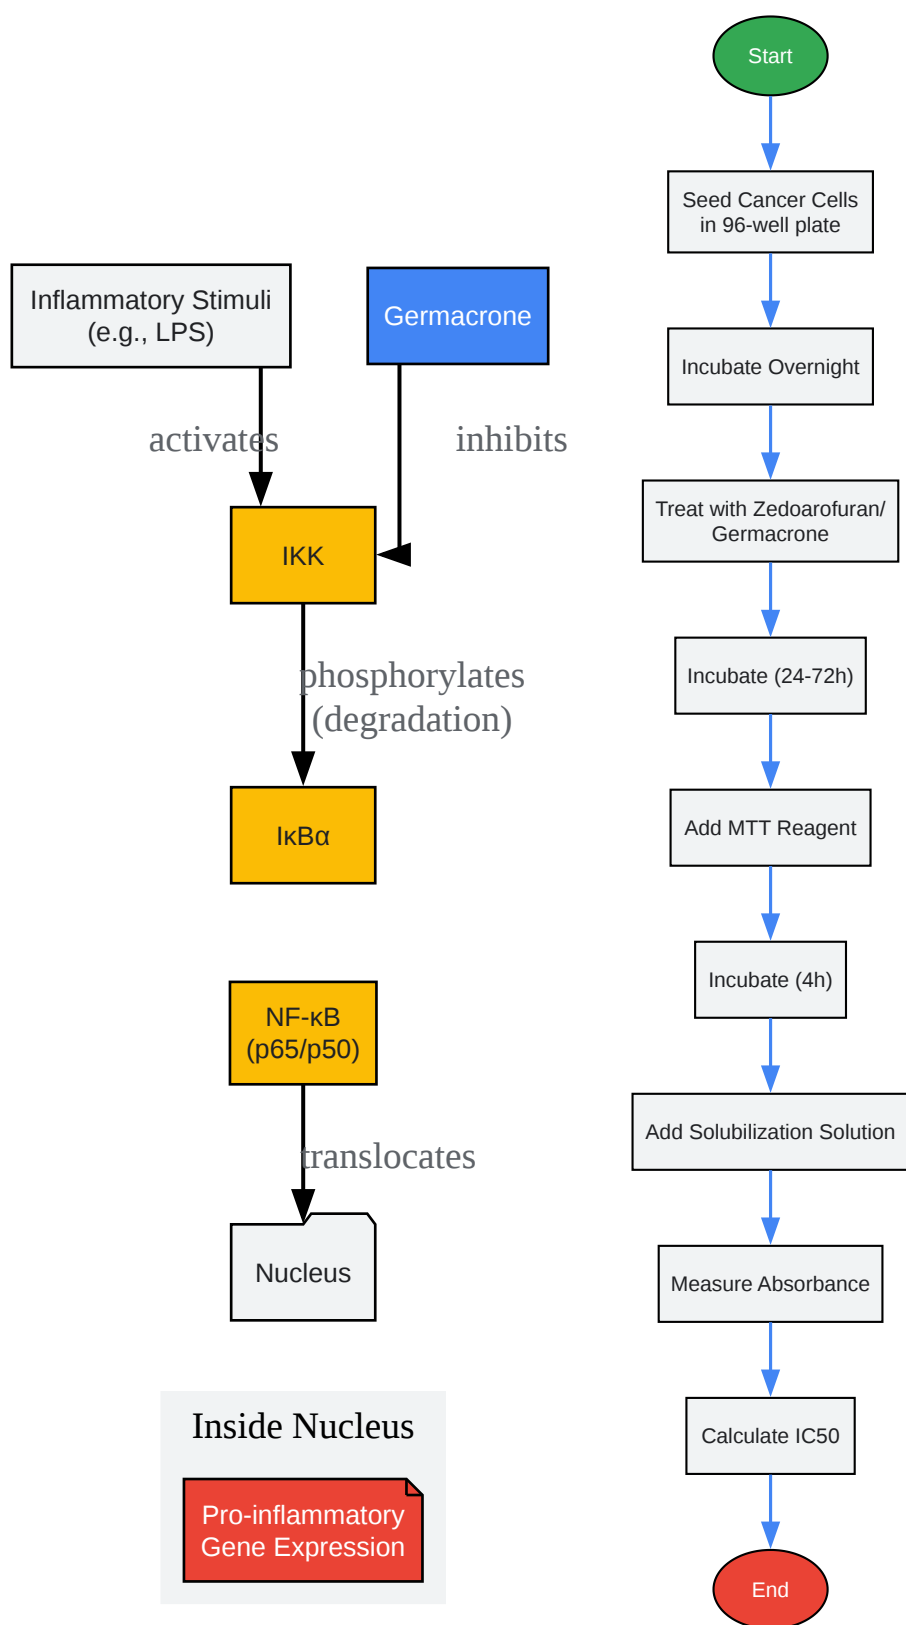 Inflammatory Stimuli
(e.g., LPS)
Germacrone
activates
inhibits
IKK
phosphorylates
(degradation)
IκBα
NF-κB
(p65/p50)
translocates
Nucleus
Inside Nucleus
Pro-inflammatory
Gene Expression
Start
Seed Cancer Cells
in 96-well plate
Incubate Overnight
Treat with Zedoarofuran/
Germacrone
Incubate (24-72h)
Add MTT Reagent
Incubate (4h)
Add Solubilization Solution
Measure Absorbance
Calculate IC50
End